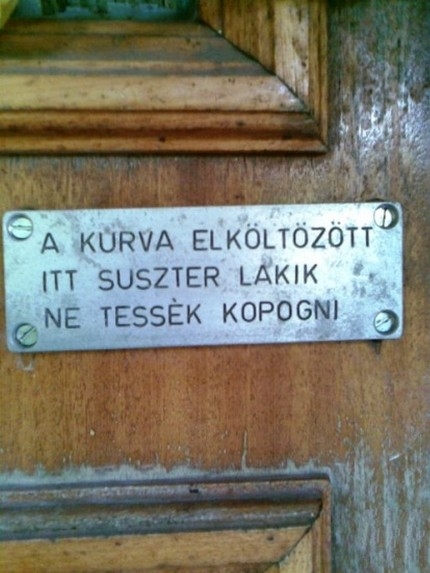 A KURVA ELKÖLTÖZÖTT
ITT SUSZTER LAKIK
NE TESSÈK KOPOGNI